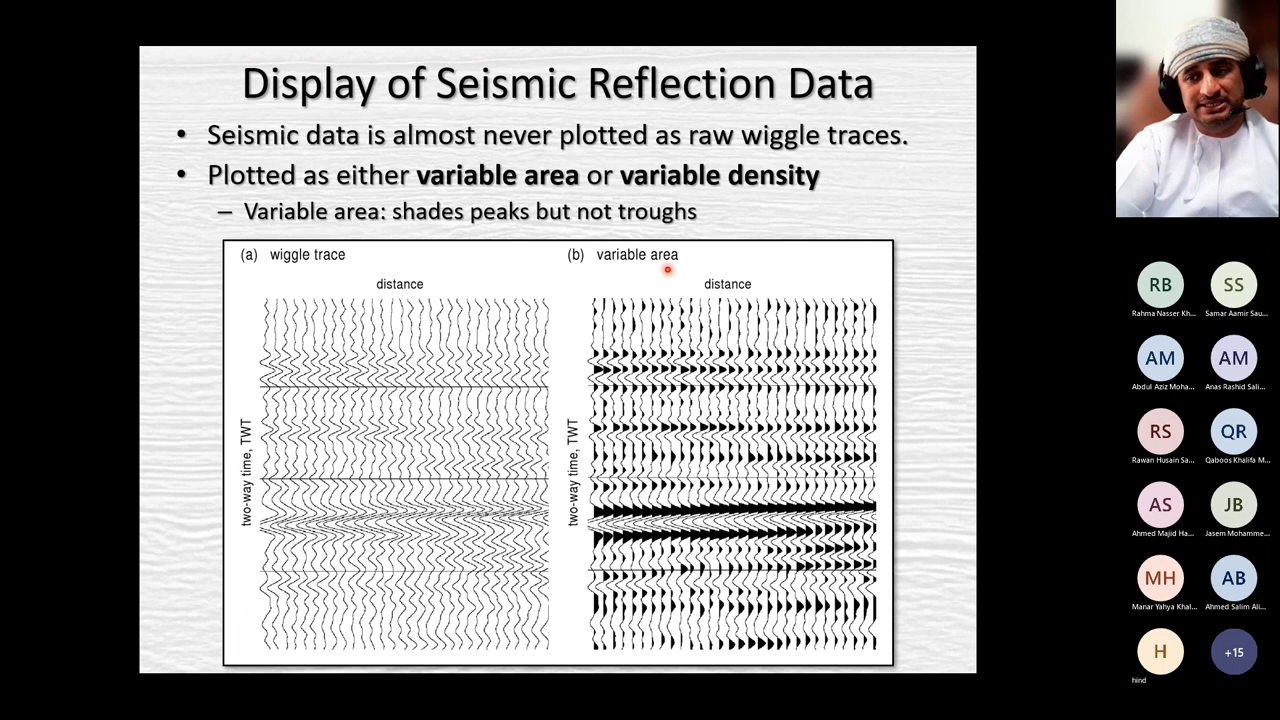 Display of Seismic Reflection Data
• Seismic data is almost never plotted as raw wiggle traces.
• Plotted as either variable area or variable density
– Variable area: shades peaks but not troughs
(a) wiggle trace
distance
two-way time, TWT
(b) variable area
distance
two-way time, TWT
RB
Rahma Nasser Kh...
SS
Samar Aamir Sau...
AM
Abdul Aziz Moha...
AM
Anas Rashid Sali...
RS
Rawan Husain Sa...
QR
Qaboos Khalifa M...
AS
Ahmed Majid Ha...
JB
Jasem Mohamme...
MH
Manar Yahya Khal...
AB
Ahmed Salim Ali...
H
hind
+15